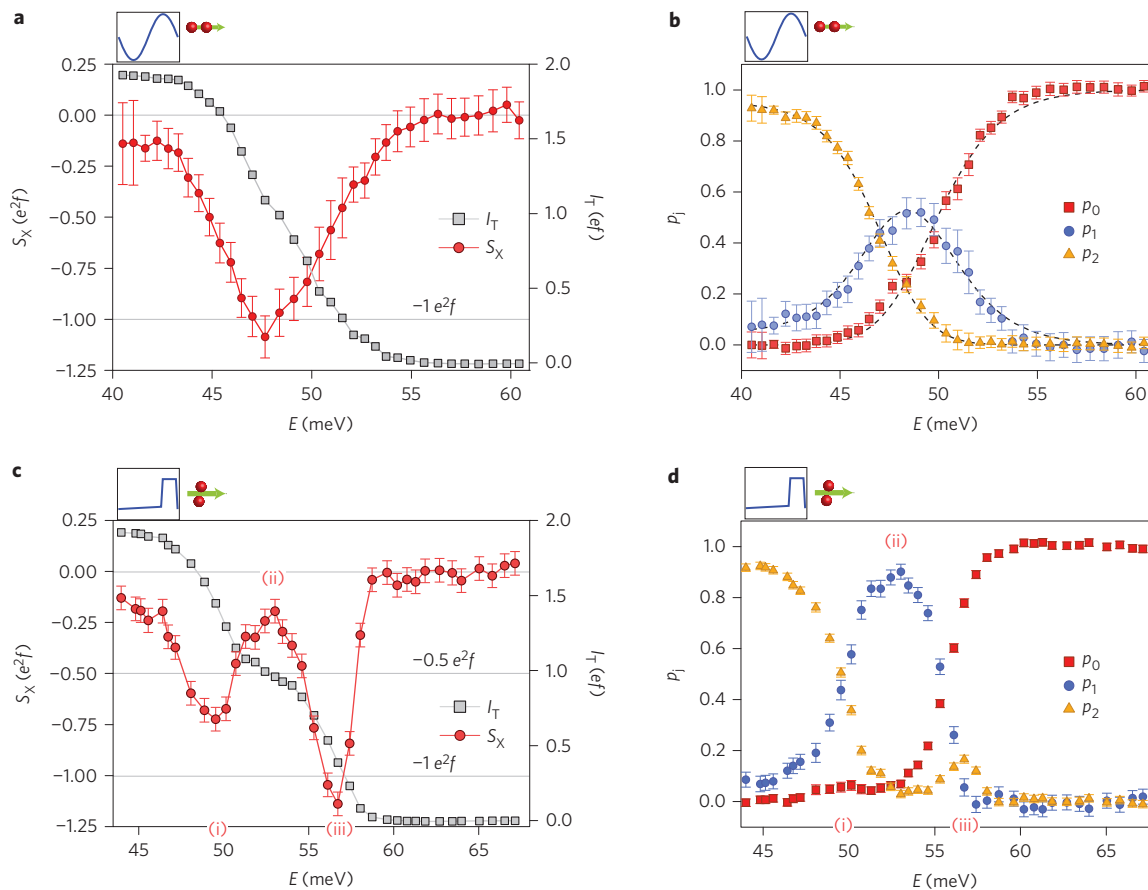 a
0.25
0.00
−0.25
−0.50
−0.75
−1.00
−1.25
S_X (e²f)
2.0
1.5
1.0
0.5
0.0
I_T (ef)
I_T
S_X
−1 e²f
40 45 50 55 60
E (meV)
b
1.0
0.8
0.6
0.4
0.2
0.0
p_j
p_0
p_1
p_2
40 45 50 55 60
E (meV)
c
0.25
0.00
−0.25
−0.50
−0.75
−1.00
−1.25
S_X (e²f)
2.0
1.5
1.0
0.5
0.0
I_T (ef)
(ii)
−0.5 e²f
I_T
S_X
−1 e²f
(i) (iii)
45 50 55 60 65
E (meV)
d
1.0
0.8
0.6
0.4
0.2
0.0
p_j
(ii)
p_0
p_1
p_2
(i) (iii)
45 50 55 60 65
E (meV)